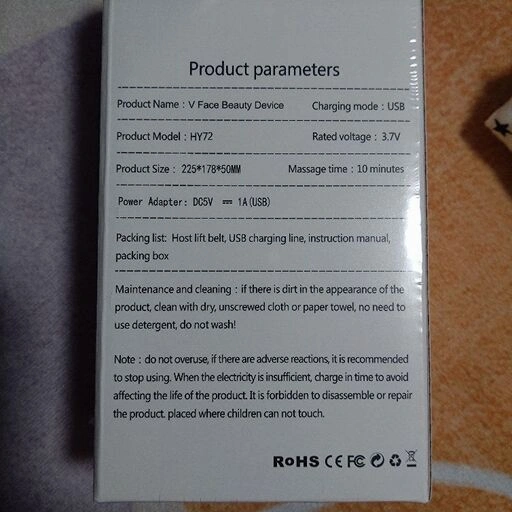 Product parameters
Product Name : V Face Beauty Device Charging mode : USB
Product Model : HY72 Rated voltage : 3.7V
Product Size : 225*178*50MM Massage time : 10 minutes
Power Adapter: DC5V ⎓ 1A(USB)
Packing list: Host lift belt, USB charging line, instruction manual,
packing box
Maintenance and cleaning : if there is dirt in the appearance of the
product, clean with dry, unscrewed cloth or paper towel, no need to
use detergent, do not wash!
Note : do not overuse, if there are adverse reactions, it is recommended
to stop using. When the electricity is insufficient, charge in time to avoid
affecting the life of the product. It is forbidden to disassemble or repair
the product. placed where children can not touch.
RoHS CE FC